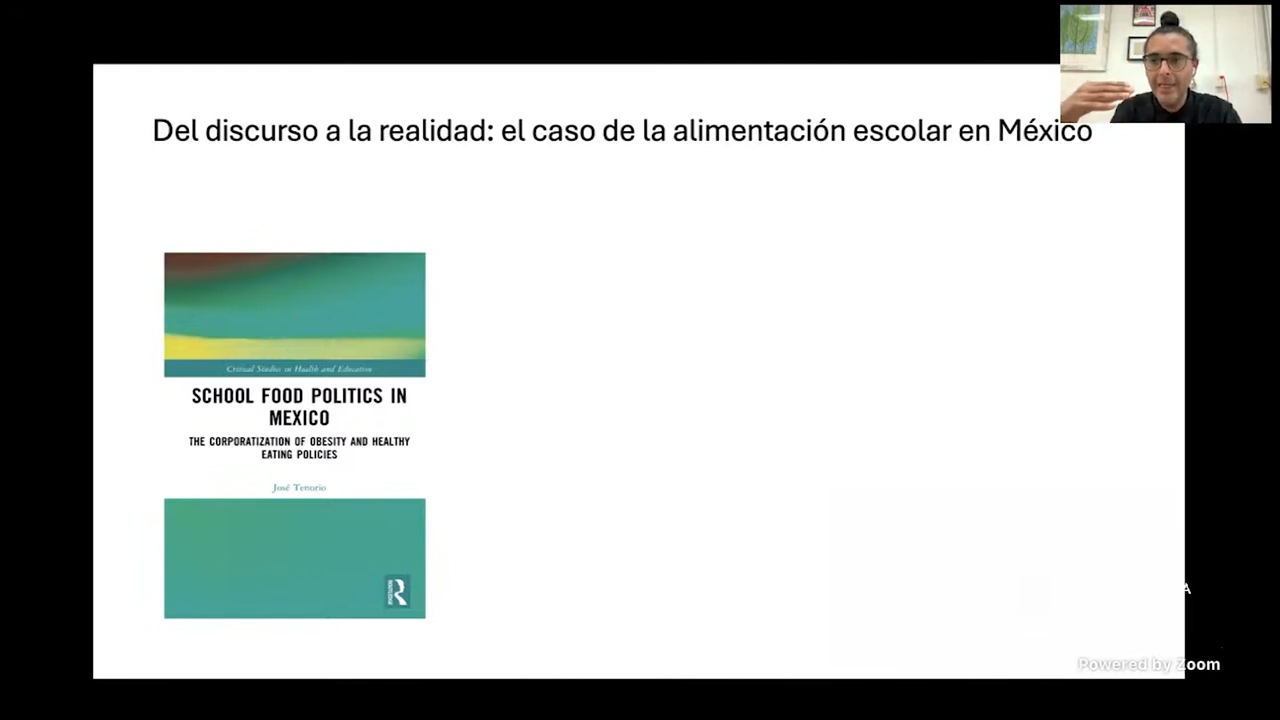 Del discurso a la realidad: el caso de la alimentación escolar en México
Critical Studies in Health and Education
SCHOOL FOOD POLITICS IN
MEXICO
THE CORPORATIZATION OF OBESITY AND HEALTHY
EATING POLICIES
José Tenorio
R
ROUTLEDGE
A
Powered by Zoom